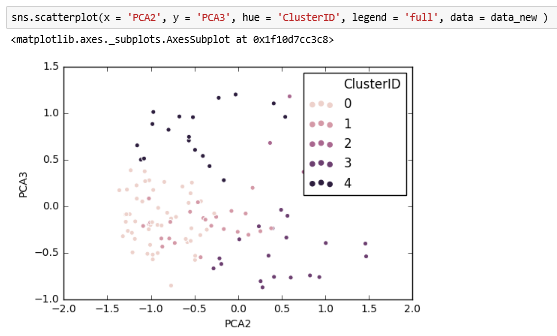 sns.scatterplot(x = 'PCA2', y = 'PCA3', hue = 'ClusterID', legend = 'full', data = data_new )
<matplotlib.axes._subplots.AxesSubplot at 0x1f10d7cc3c8>
1.5
1.0
0.5
0.0
−0.5
−1.0
PCA3
ClusterID
0
1
2
3
4
−2.0 −1.5 −1.0 −0.5 0.0 0.5 1.0 1.5 2.0
PCA2